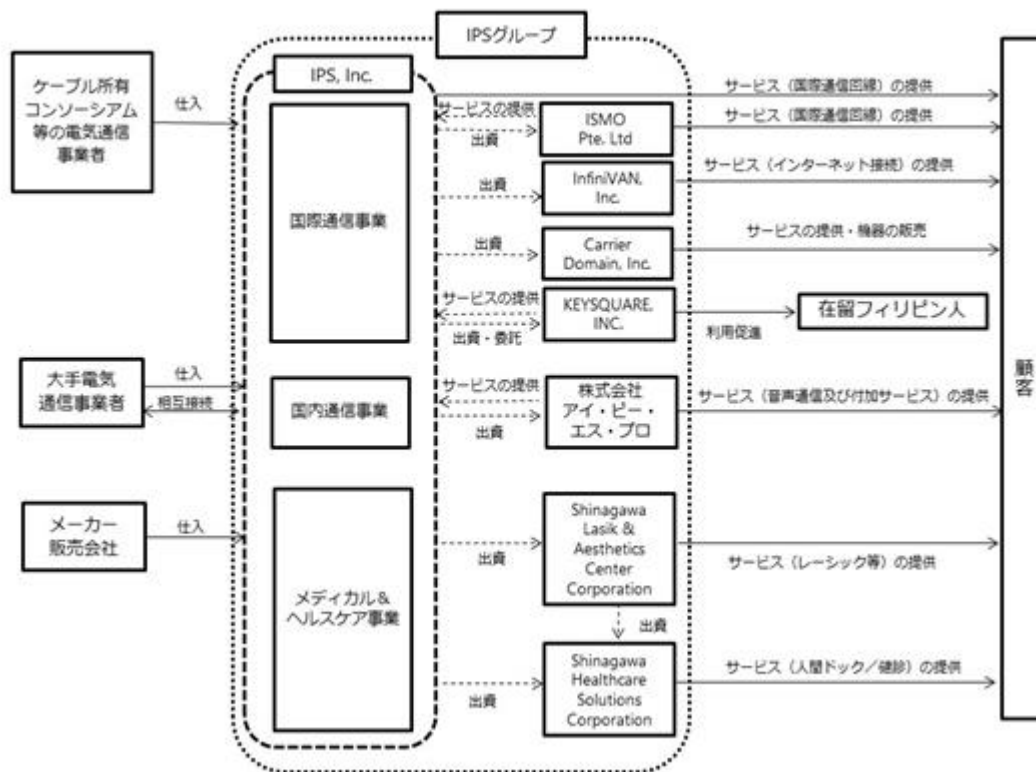 IPSグループ
IPS, Inc.
ケーブル所有
コンソーシアム
等の電気通信
事業者
仕入
国際通信事業
サービス（国際通信回線）の提供
サービスの提供
出資
ISMO
Pte. Ltd
サービス（国際通信回線）の提供
出資
InfiniVAN,
Inc.
サービス（インターネット接続）の提供
出資
Carrier
Domain, Inc.
サービスの提供・機器の販売
サービスの提供
出資・委託
KEYSQUARE,
INC.
利用促進
在留フィリピン人
顧客
大手電気
通信事業者
仕入
相互接続
国内通信事業
サービスの提供
出資
株式会社
アイ・ピー・
エス・プロ
サービス（音声通信及び付加サービス）の提供
メーカー
販売会社
仕入
メディカル＆
ヘルスケア事業
出資
Shinagawa
Lasik &
Aesthetics
Center
Corporation
サービス（レーシック等）の提供
出資
出資
Shinagawa
Healthcare
Solutions
Corporation
サービス（人間ドック／健診）の提供